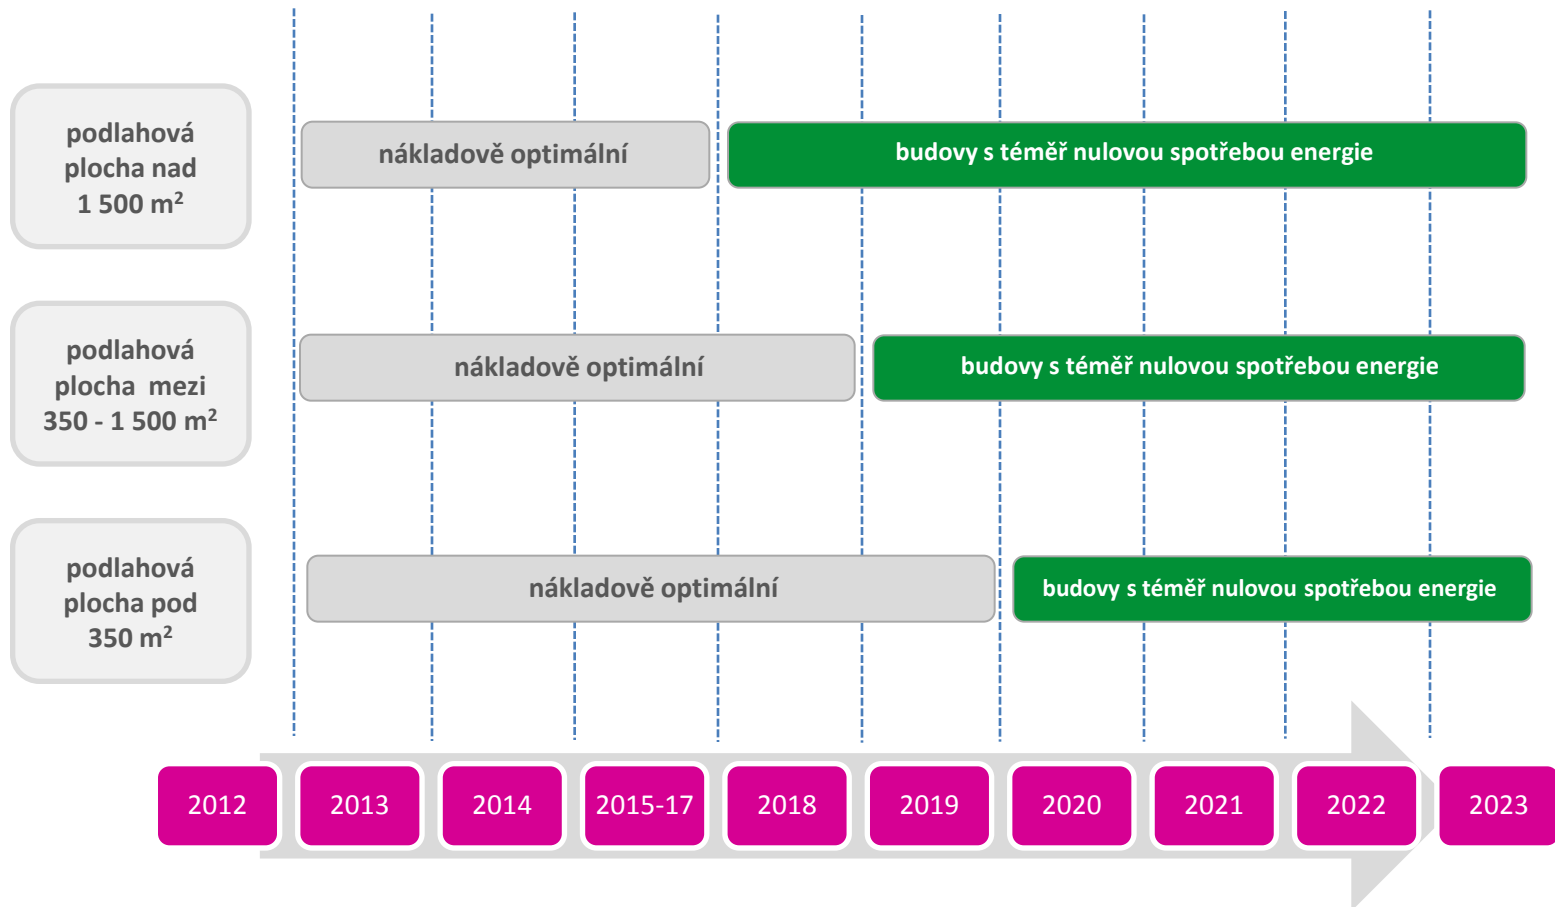 podlahová
plocha nad
1 500 m²
nákladově optimální
budovy s téměř nulovou spotřebou energie
podlahová
plocha mezi
350 - 1 500 m²
nákladově optimální
budovy s téměř nulovou spotřebou energie
podlahová
plocha pod
350 m²
nákladově optimální
budovy s téměř nulovou spotřebou energie
2012 2013 2014 2015-17 2018 2019 2020 2021 2022 2023